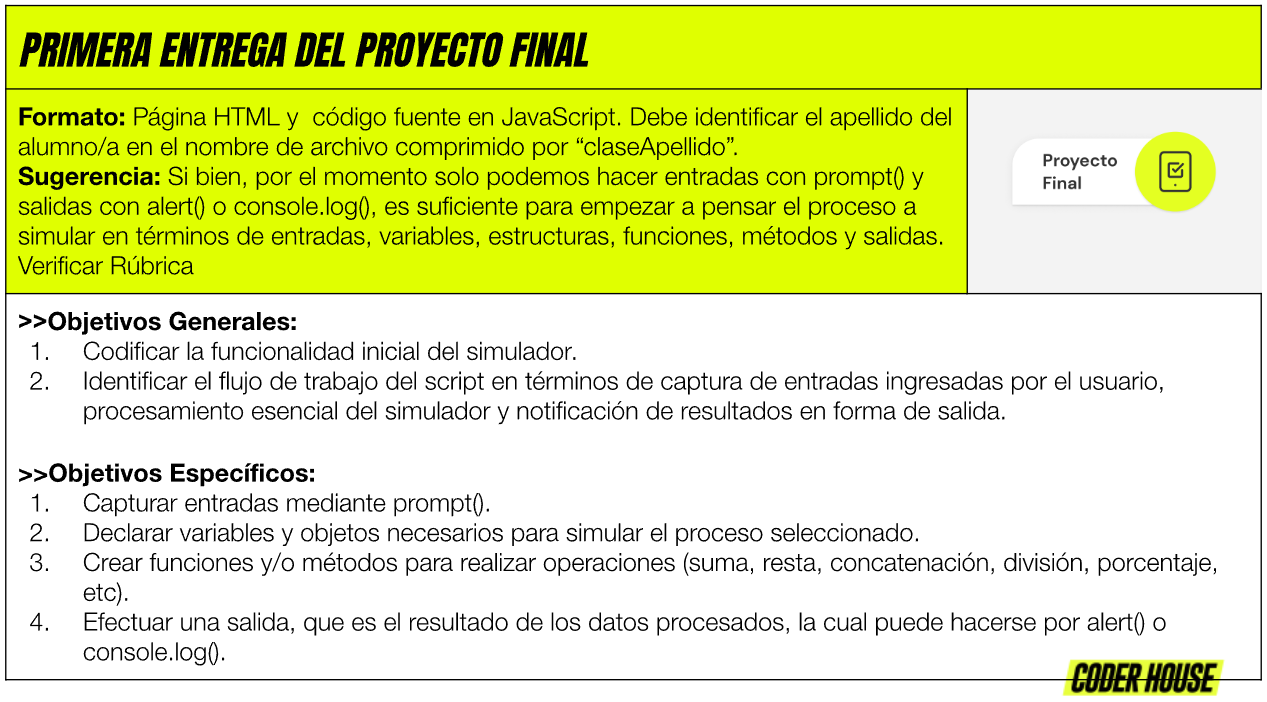 PRIMERA ENTREGA DEL PROYECTO FINAL
Formato: Página HTML y  código fuente en JavaScript. Debe identificar el apellido del
alumno/a en el nombre de archivo comprimido por “claseApellido”.
Sugerencia: Si bien, por el momento solo podemos hacer entradas con prompt() y
salidas con alert() o console.log(), es suficiente para empezar a pensar el proceso a
simular en términos de entradas, variables, estructuras, funciones, métodos y salidas.
Verificar Rúbrica
Proyecto
Final
>>Objetivos Generales:
1. Codificar la funcionalidad inicial del simulador.
2. Identificar el flujo de trabajo del script en términos de captura de entradas ingresadas por el usuario,
procesamiento esencial del simulador y notificación de resultados en forma de salida.
>>Objetivos Específicos:
1. Capturar entradas mediante prompt().
2. Declarar variables y objetos necesarios para simular el proceso seleccionado.
3. Crear funciones y/o métodos para realizar operaciones (suma, resta, concatenación, división, porcentaje,
etc).
4. Efectuar una salida, que es el resultado de los datos procesados, la cual puede hacerse por alert() o
console.log().
CODER HOUSE